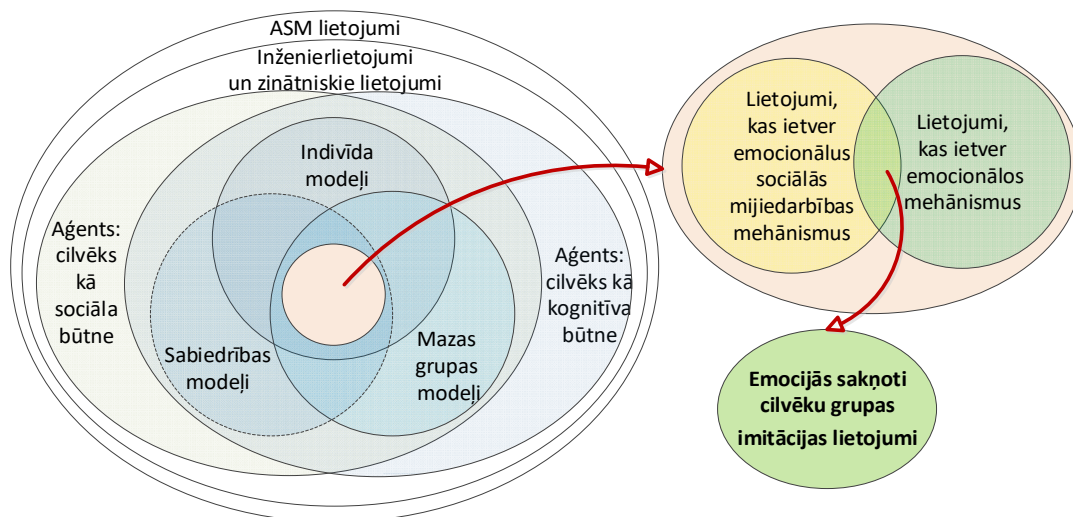 ASM lietojumi
Inženierlietojumi
un zinātniskie lietojumi
Indivīda
modeļi
Aģents:
cilvēks
kā
sociāla
būtne
Sabiedrības
modeļi
Mazas
grupas
modeļi
Aģents:
cilvēks kā
kognitīva
būtne
Lietojumi,
kas ietver
emocionālus
sociālās
mijiedarbības
mehānismus
Lietojumi,
kas ietver
emocionālos
mehānismus
Emocijās sakņoti
cilvēku grupas
imitācijas lietojumi